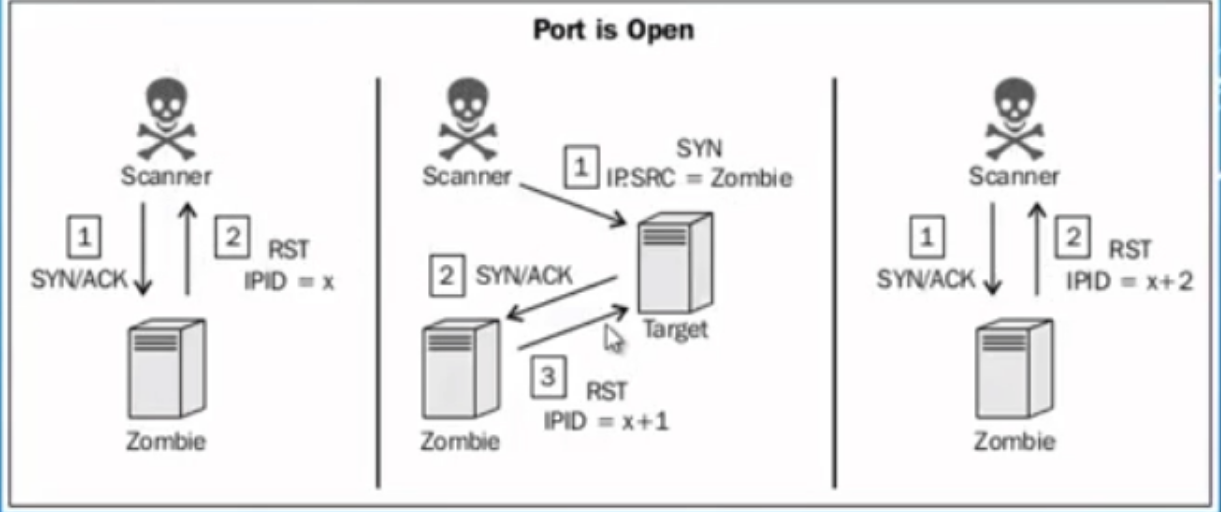 Port is Open
Scanner
1
SYN/ACK
2
RST
IPID = x
Zombie
Scanner
1
SYN
IP.SRC = Zombie
Target
2
SYN/ACK
3
RST
IPID = x+1
Zombie
Scanner
1
SYN/ACK
2
RST
IPID = x+2
Zombie